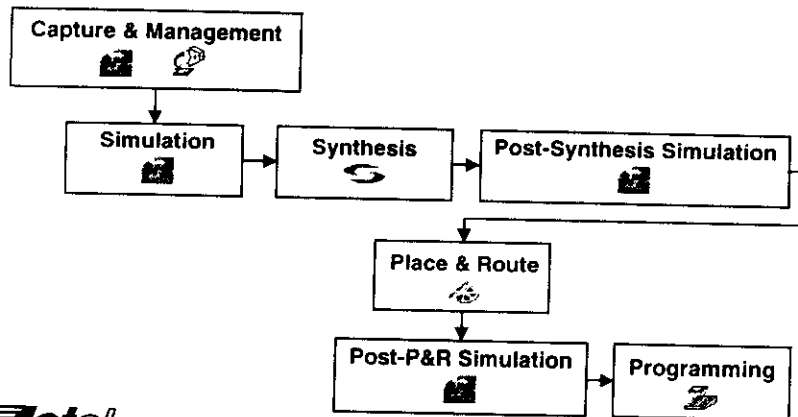 Capture & Management
Simulation
Synthesis
Post-Synthesis Simulation
Place & Route
Post-P&R Simulation
Programming